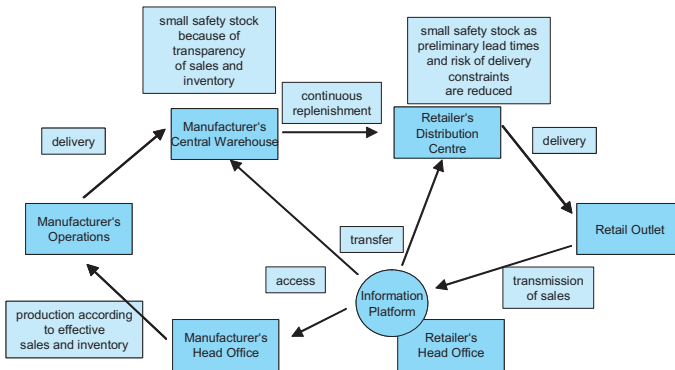 small safety stock
because of
transparency
of sales and
inventory
small safety stock as
preliminary lead times
and risk of delivery
constraints
are reduced
continuous
replenishment
delivery
Manufacturer's
Central Warehouse
Retailer's
Distribution
Centre
delivery
Manufacturer's
Operations
Retail Outlet
transfer
access
transmission
of sales
Information
Platform
production according
to effective
sales and inventory
Manufacturer's
Head Office
Retailer's
Head Office